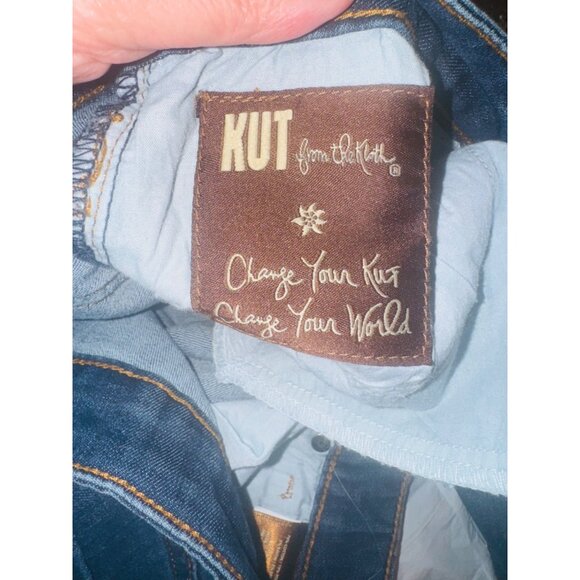 KUT from the Kloth®
Change Your Kut
Change Your World